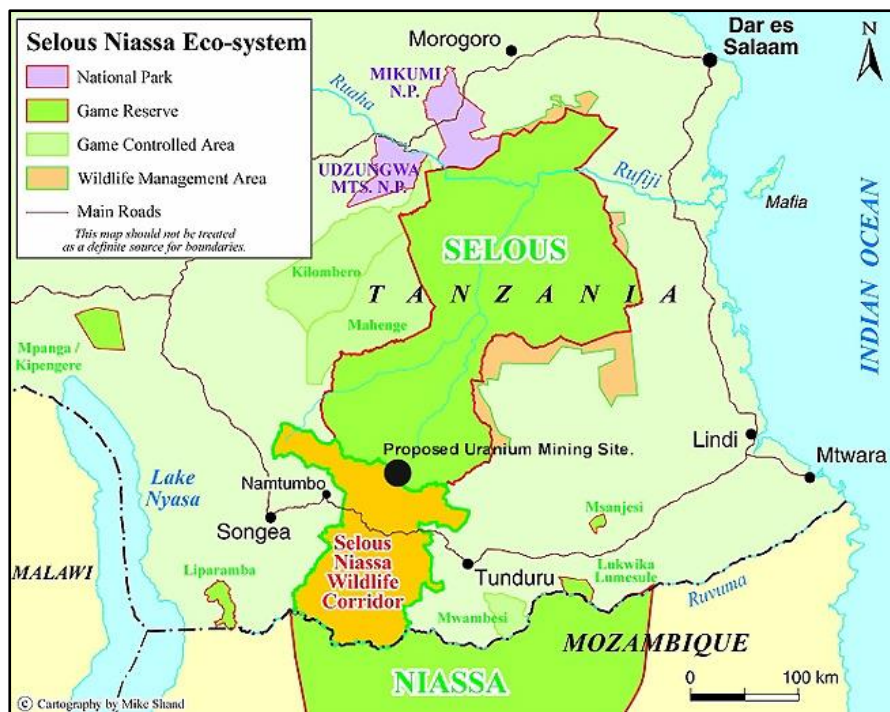 Selous Niassa Eco-system
National Park
Game Reserve
Game Controlled Area
Wildlife Management Area
Main Roads
This map should not be treated
as a definite source for boundaries.
Morogoro
Dar es
Salaam
N
MIKUMI
N.P.
Ruaha
UDZUNGWA
MTS. N.P.
Rufiji
Mafia
SELOUS
Kilombero
TANZANIA
INDIAN OCEAN
Mahenge
Mpanga /
Kipengere
Proposed Uranium Mining Site.
Lindi
Mtwara
Lake
Nyasa
Namtumbo
Songea
Msanjesi
Selous
Niassa
Wildlife
Corridor
MALAWI
Liparamba
Tunduru
Lukwika
Lumesule
Ruvuma
Mwambesi
MOZAMBIQUE
NIASSA
0 100 km
© Cartography by Mike Shand